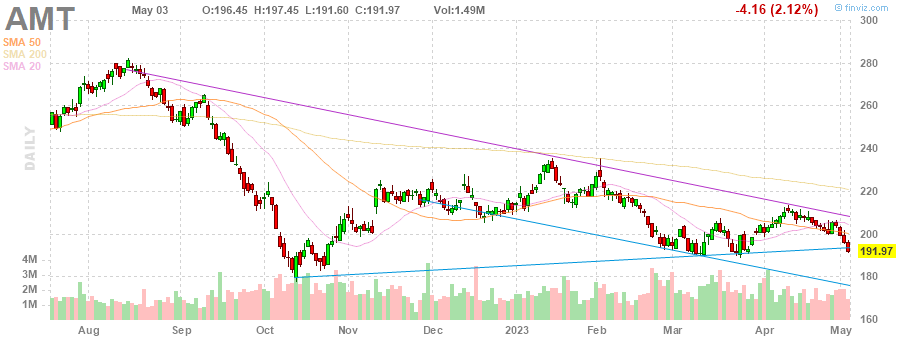 AMT May 03 O:196.45 H:197.45 L:191.60 C:191.97 Vol:1.49M -4.16 (2.12%) © finviz.com
SMA 50
SMA 200
SMA 20
DAILY
300
280
260
240
220
200
191.97
180
160
4M
3M
2M
1M
Aug Sep Oct Nov Dec 2023 Feb Mar Apr May